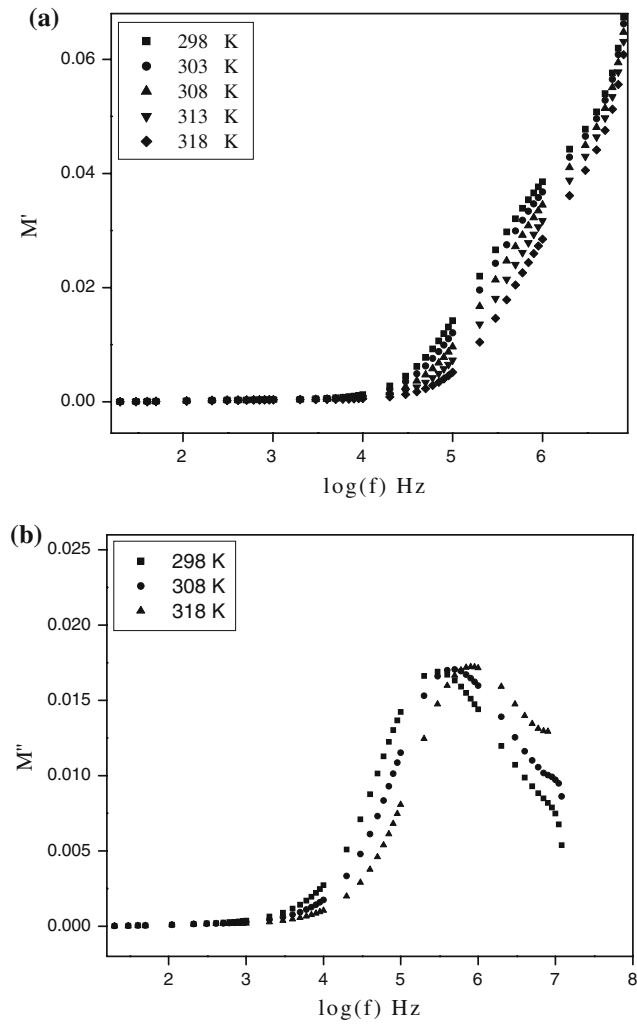 (a)
298 K
303 K
308 K
313 K
318 K
0.06
0.04
0.02
0.00
M'
2 3 4 5 6
log(f) Hz
(b)
298 K
308 K
318 K
0.025
0.020
0.015
0.010
0.005
0.000
M"
2 3 4 5 6 7 8
log(f) Hz